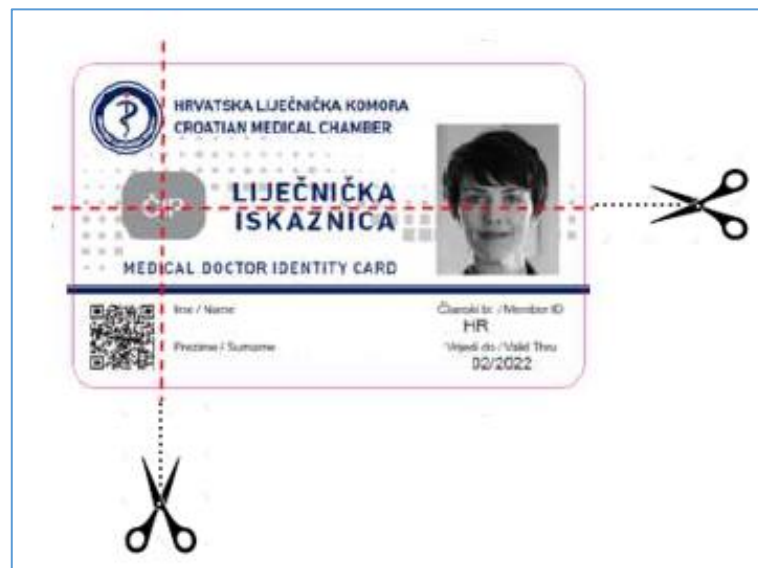 HRVATSKA LIJEČNIČKA KOMORA
CROATIAN MEDICAL CHAMBER
ČIP
LIJEČNIČKA
ISKAZNICA
MEDICAL DOCTOR IDENTITY CARD
Ime / Name
Članski br. / Member ID
HR
Prezime / Surname
Vrijedi do / Valid Thru
02/2022